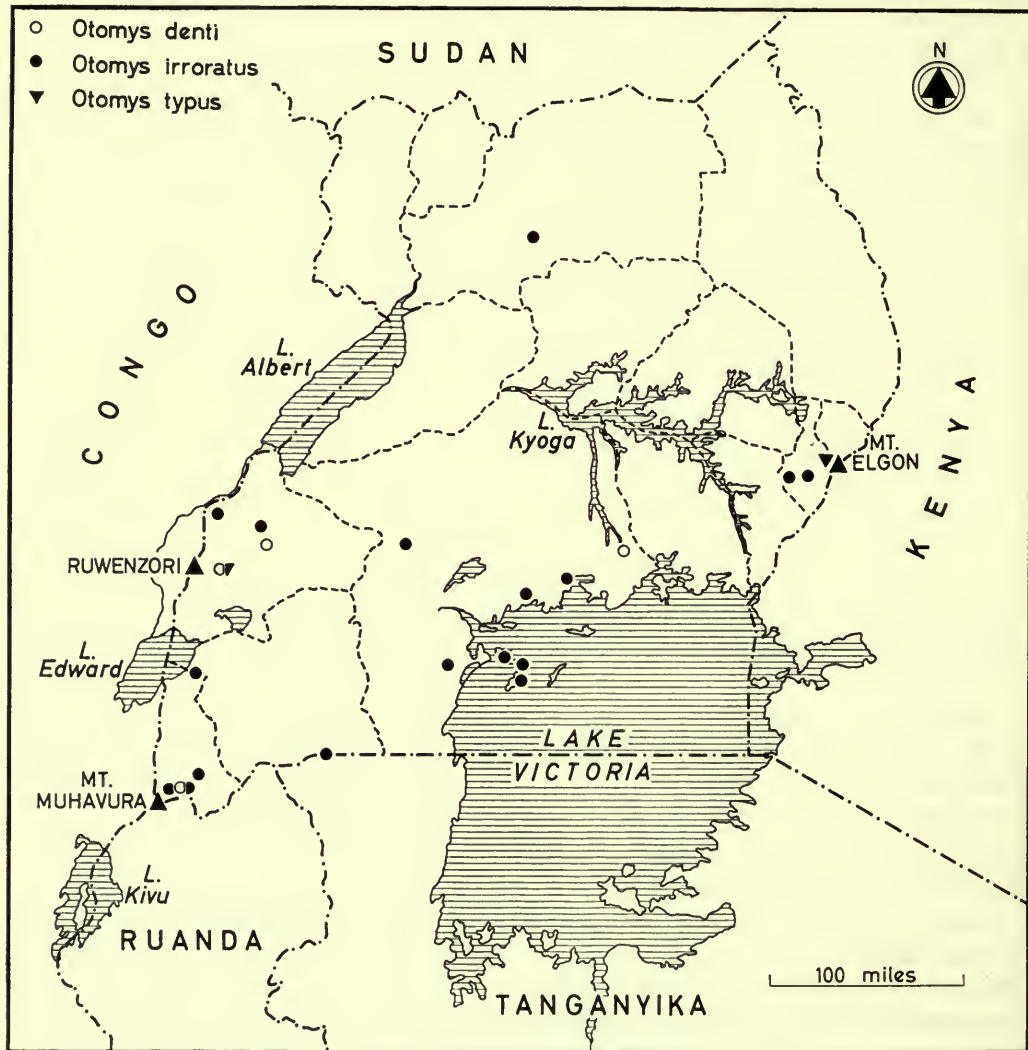 Otomys denti
Otomys irroratus
Otomys typus
SUDAN
N
CONGO
L.
Albert
L.
Kyoga
MT.
ELGON
KENYA
RUWENZORI
L.
Edward
LAKE
VICTORIA
MT.
MUHAVURA
L.
Kivu
RUANDA
TANGANYIKA
100 miles